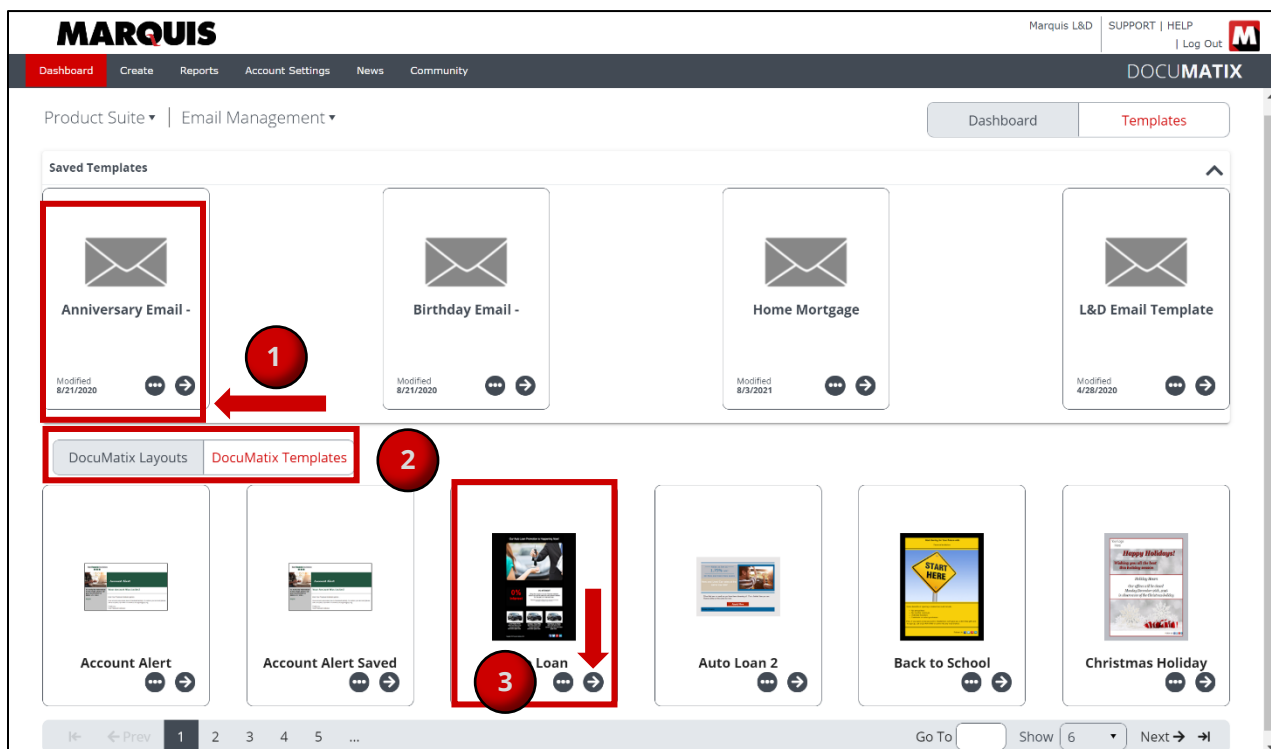 MARQUIS
Marquis L&D
SUPPORT | HELP
| Log Out
M
Dashboard Create Reports Account Settings News Community
DOCUMATIX
Product Suite ▾ | Email Management ▾
Dashboard Templates
Saved Templates
Anniversary Email - Birthday Email - Home Mortgage L&D Email Template
1
Modified Modified Modified Modified
8/21/2020 8/21/2020 8/3/2021 4/28/2020
DocuMatix Layouts DocuMatix Templates
2
START
HERE
Happy Holidays!
0%
Account Alert Account Alert Saved Loan Auto Loan 2 Back to School Christmas Holiday
3
Prev 1 2 3 4 5 ... Go To Show 6 Next